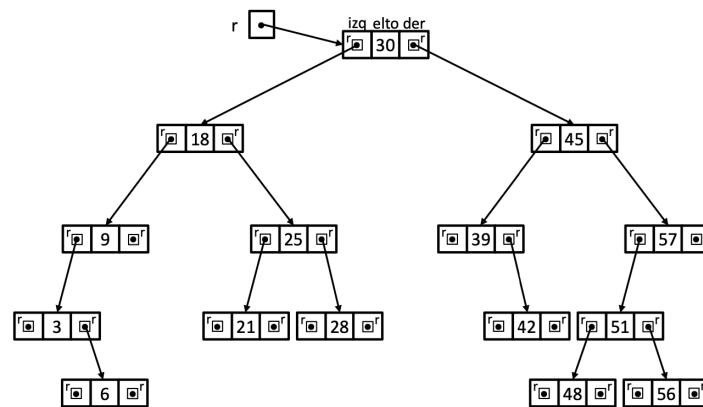 r
izq elto der
r 30 r
r 18 r
r 45 r
r 9 r
r 25 r
r 39 r
r 57
r 3 r
r 21 r
r 28 r
r 42 r
r 51 r
r 6 r
r 48 r
r 56 r